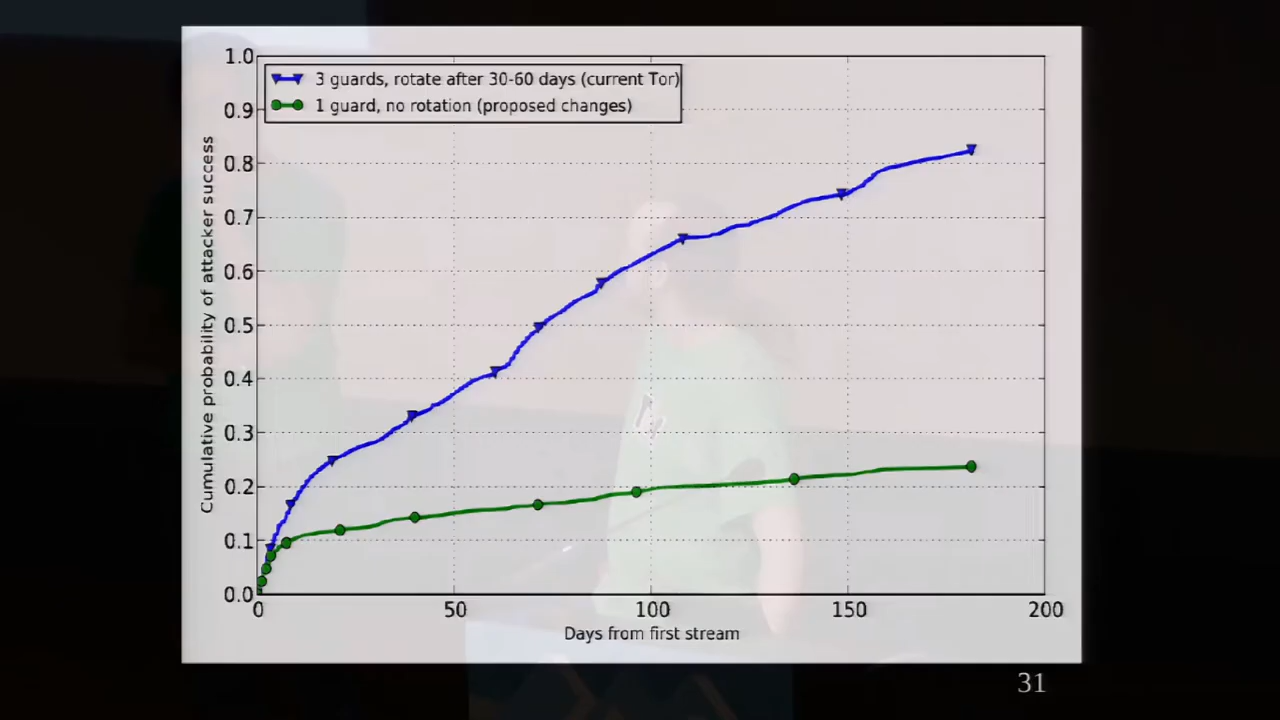 1.0
0.9
0.8
0.7
0.6
0.5
0.4
0.3
0.2
0.1
0.0
Cumulative probability of attacker success
3 guards, rotate after 30-60 days (current Tor)
1 guard, no rotation (proposed changes)
0 50 100 150 200
Days from first stream
31